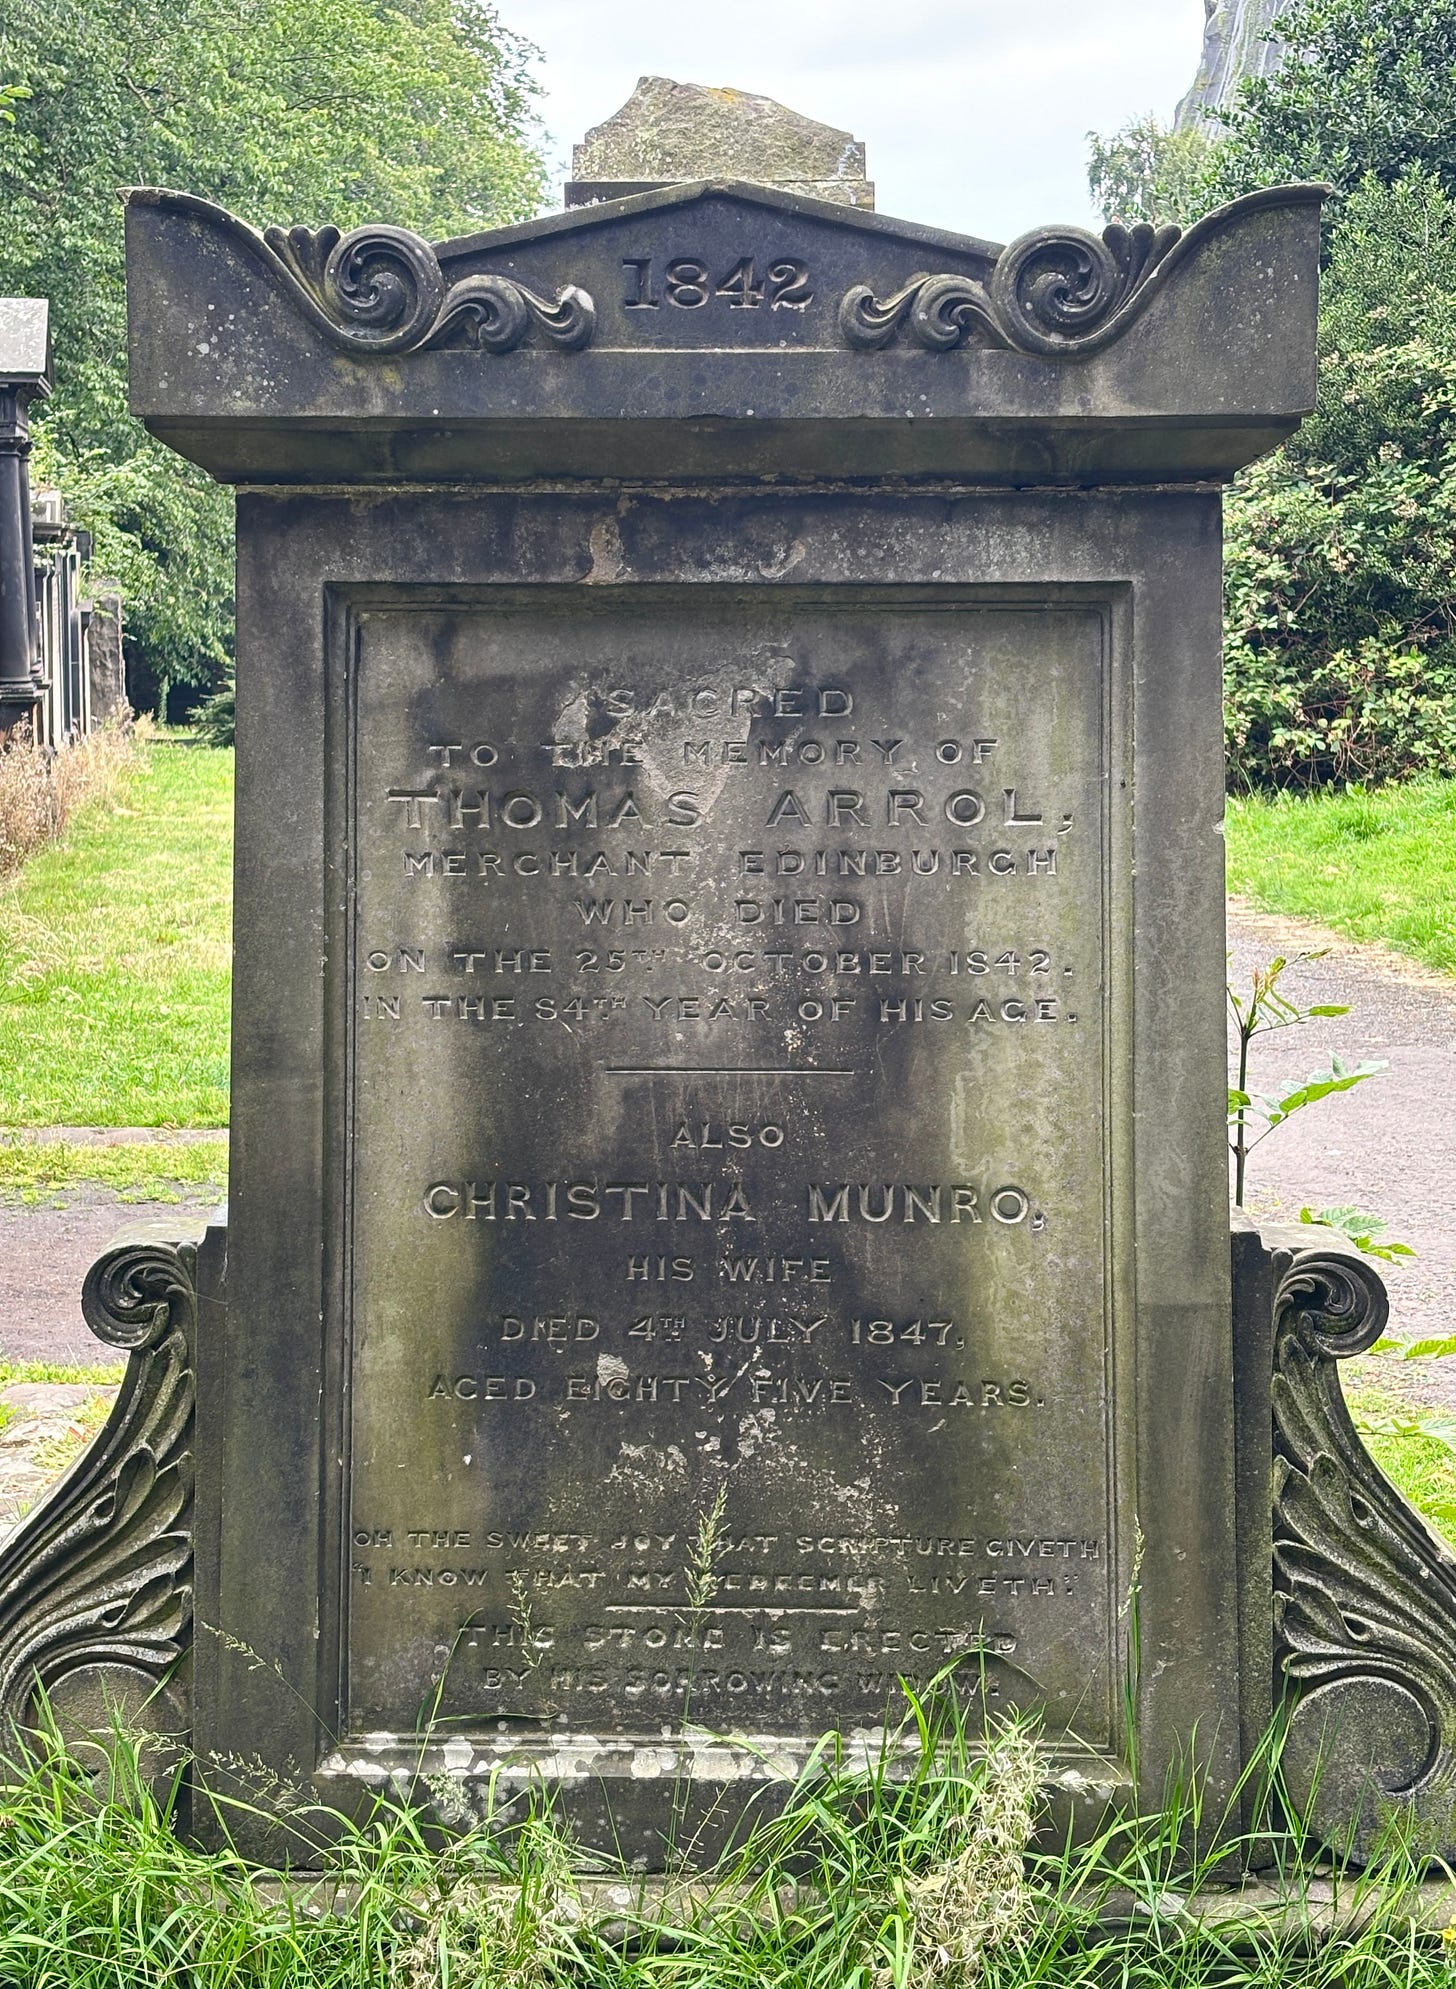 1842
SACRED
TO THE MEMORY OF
THOMAS ARROL,
MERCHANT EDINBURGH
WHO DIED
ON THE 25TH OCTOBER 1842.
IN THE 84TH YEAR OF HIS AGE.
ALSO
CHRISTINA MUNRO,
HIS WIFE
DIED 4TH JULY 1847,
AGED EIGHTY FIVE YEARS.
OH THE SWEET JOY THAT SCRIPTURE GIVETH
"I KNOW THAT MY REDEEMER LIVETH."
THIS STONE IS ERECTED
BY HIS SORROWING WIDOW.